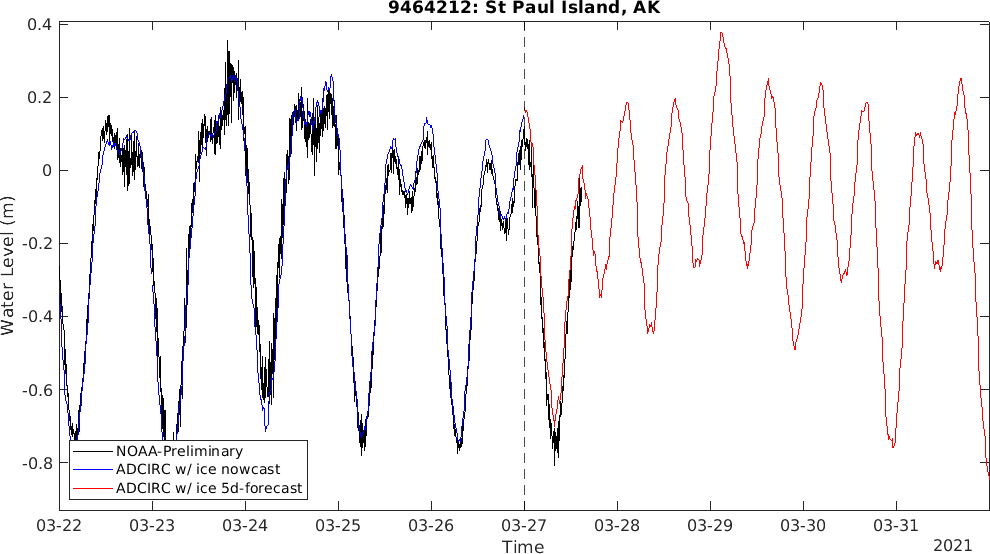 9464212: St Paul Island, AK
0.4
0.2
0
-0.2
-0.4
-0.6
-0.8
Water Level (m)
NOAA-Preliminary
ADCIRC w/ ice nowcast
ADCIRC w/ ice 5d-forecast
03-22 03-23 03-24 03-25 03-26 03-27 03-28 03-29 03-30 03-31
Time
2021